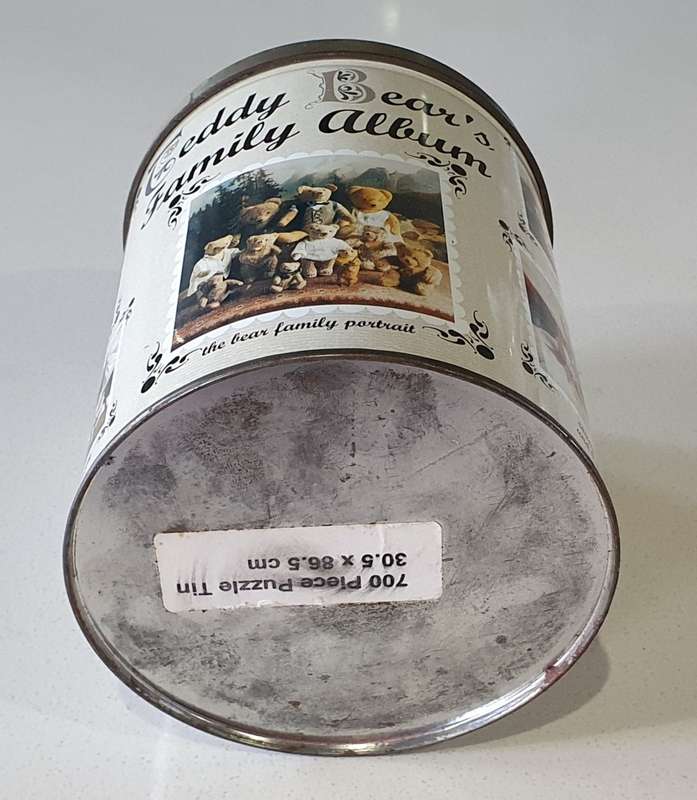 Teddy Bear's
Family Album
the bear family portrait
700 Piece Puzzle Tin
30.5 x 86.5 cm